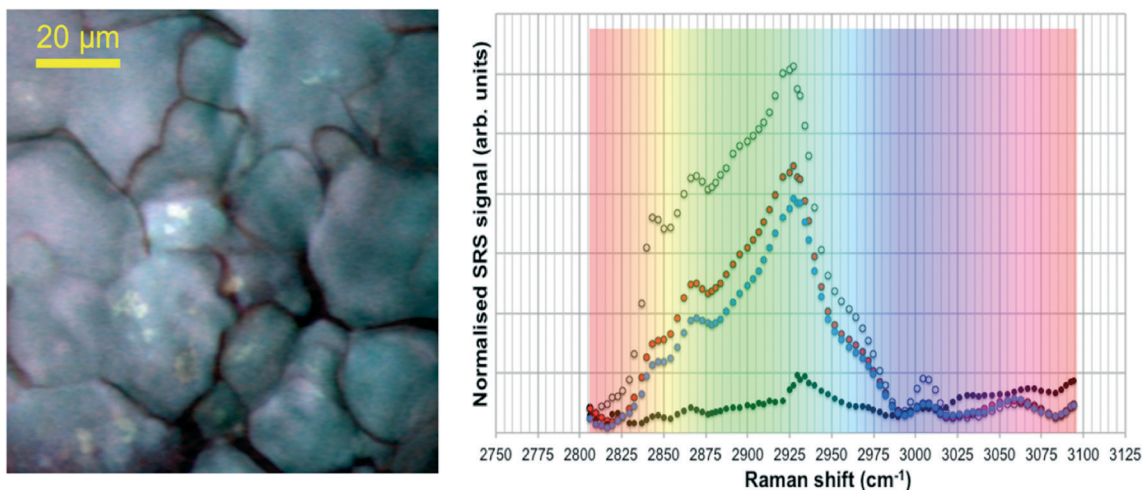 20 µm
Normalised SRS signal (arb. units)
2750 2775 2800 2825 2850 2875 2900 2925 2950 2975 3000 3025 3050 3075 3100 3125
Raman shift (cm⁻¹)